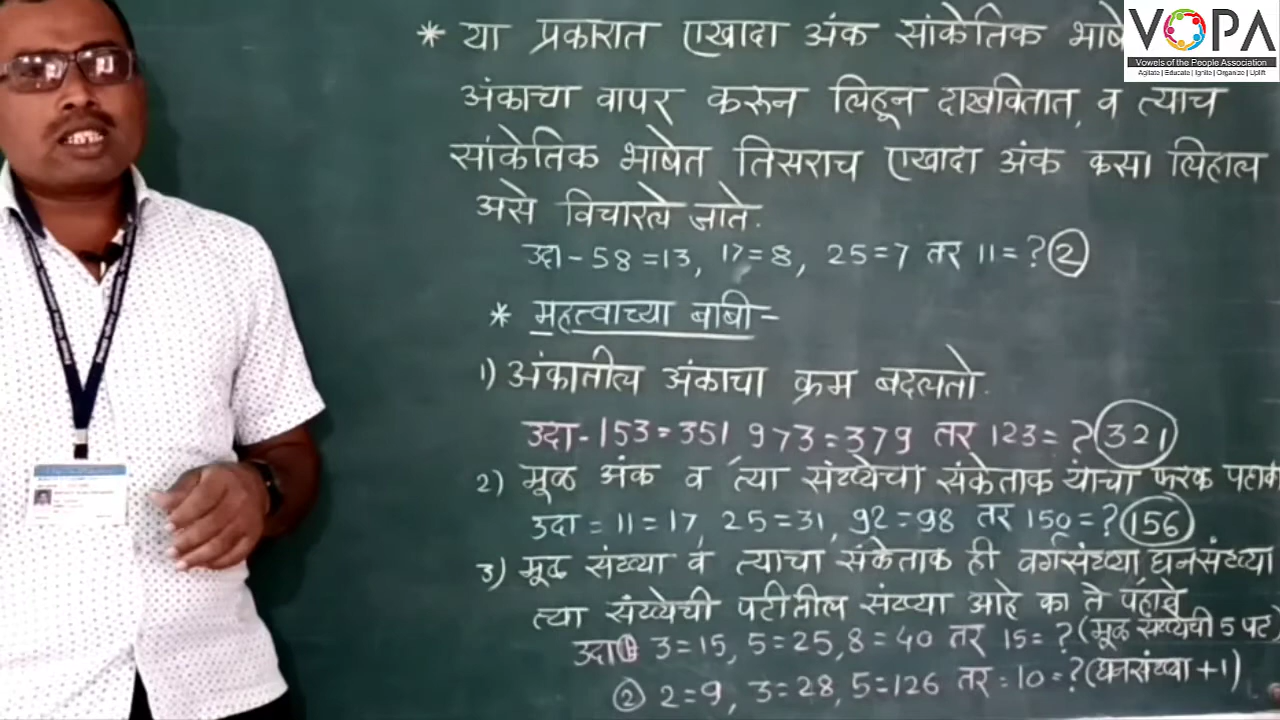 * या प्रकारात एखादा अंक सांकेतिक
अंकाचा वापर करून लिहून दाखवितात, व त्याच
सांकेतिक भाषेत तिसराच एखादा अंक कसा लिहाल
असे विचारले जाते.
उदा - 58 = 13, 17 = 8, 25 = 7 तर 11 = ? 2
* महत्वाच्या बाबी -
1) अंकातील अंकाचा क्रम बदलतो.
उदा - 153 = 351, 973 = 379 तर 123 = ? 321
2) मूळ अंक व त्या संख्येचा संकेतांक यांचा फरक
उदा = 11 = 17, 25 = 31, 92 = 98 तर 150 = ? 156
3) मूळ संख्या व त्याचा संकेतांक ही वर्गसंख्या, घनसंख्या
त्या संख्येची पटीतील संख्या आहे का ते पहावे
उदा 1 3 = 15, 5 = 25, 8 = 40 तर 15 = ? (मूळ संख्येची 5 पट
2 2 = 9, 3 = 28, 5 = 126 तर = 10 = ? (घनसंख्या + 1)
VOPA
Vowels of the People Association
Agitate | Educate | Ignite | Organize | Uplift